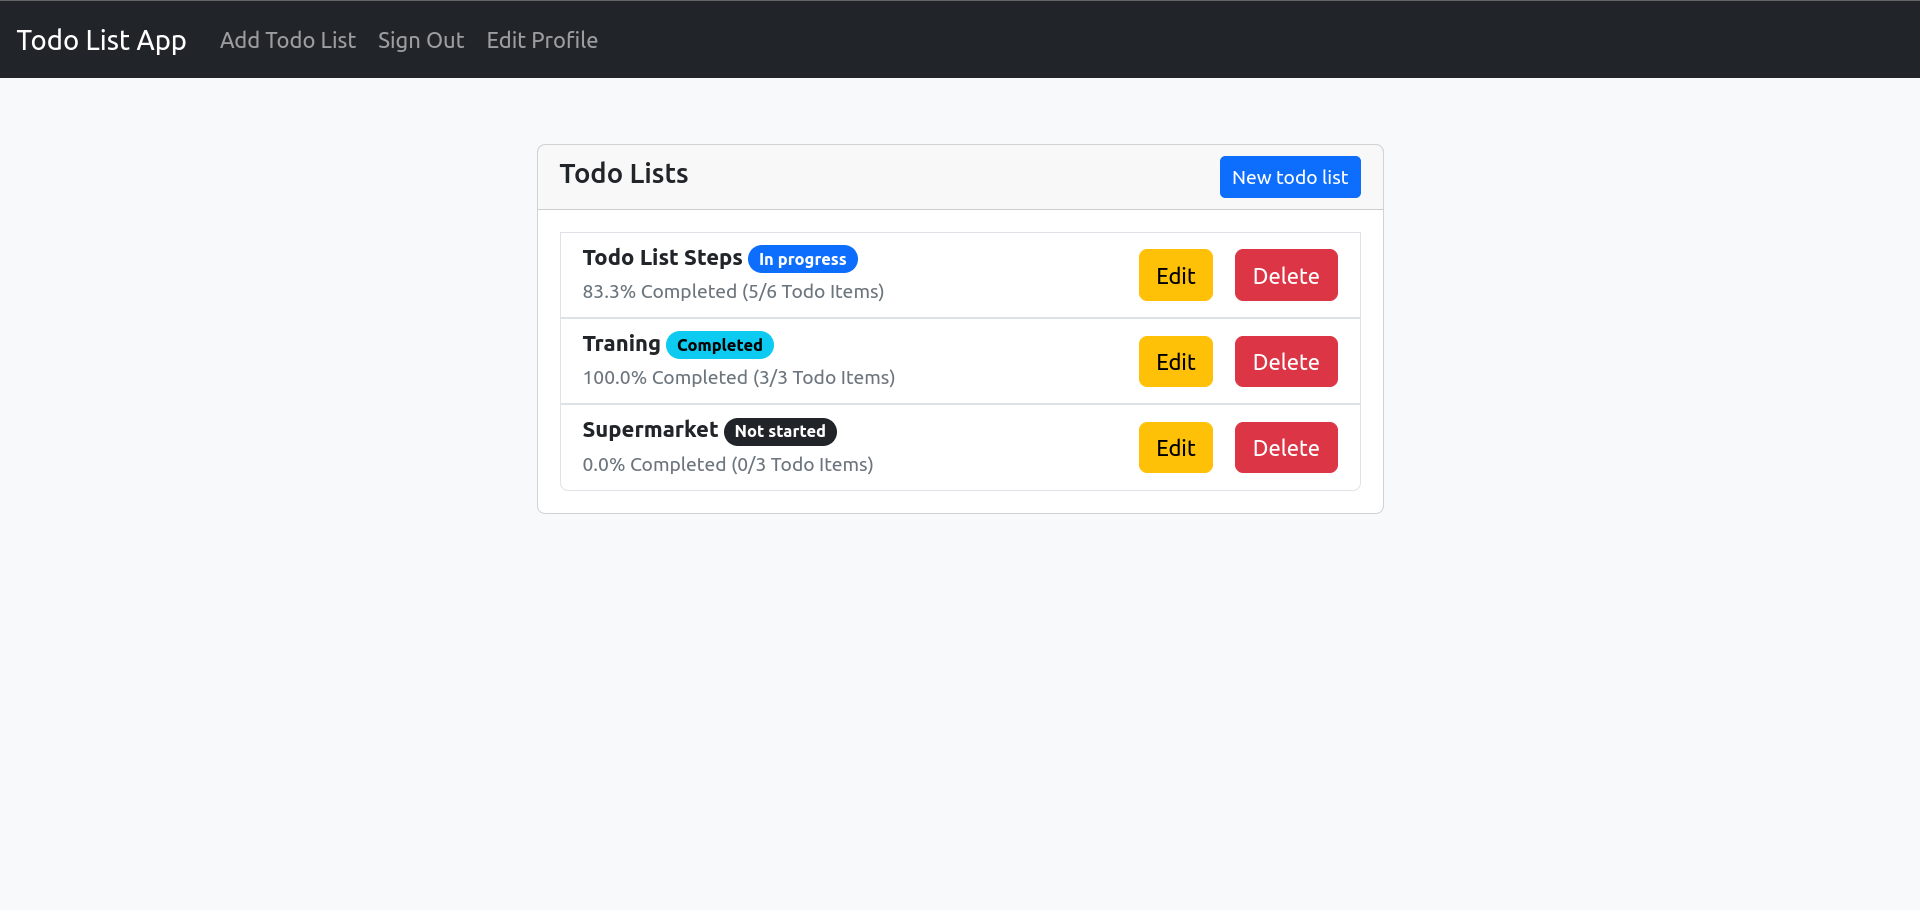 Todo List App Add Todo List Sign Out Edit Profile
Todo Lists New todo list
Todo List Steps In progress
83.3% Completed (5/6 Todo Items)
Edit Delete
Traning Completed
100.0% Completed (3/3 Todo Items)
Edit Delete
Supermarket Not started
0.0% Completed (0/3 Todo Items)
Edit Delete